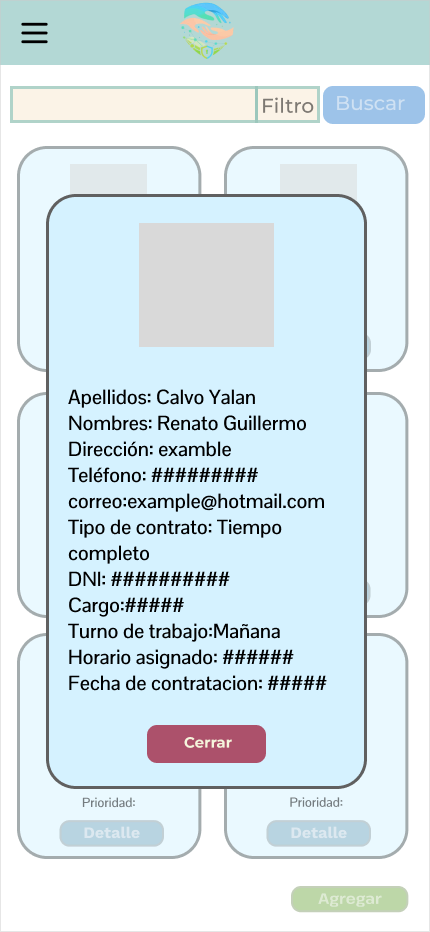 Filtro
Buscar
Apellidos: Calvo Yalan
Nombres: Renato Guillermo
Dirección: examble
Teléfono: #########
correo:example@hotmail.com
Tipo de contrato: Tiempo
completo
DNI: ##########
Cargo:#####
Turno de trabajo:Mañana
Horario asignado: ######
Fecha de contratacion: #####
Cerrar
Prioridad:
Prioridad:
Detalle
Detalle
Agregar